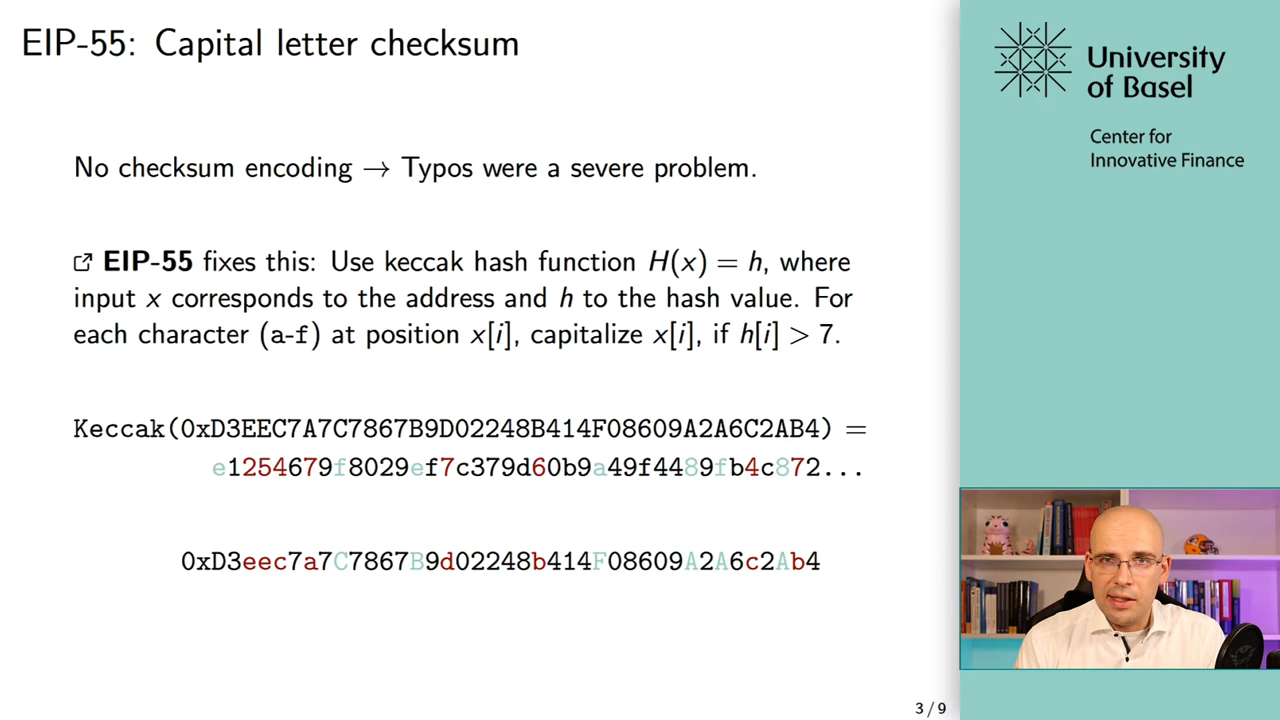 EIP-55: Capital letter checksum
No checksum encoding → Typos were a severe problem.
EIP-55 fixes this: Use keccak hash function H(x) = h, where
input x corresponds to the address and h to the hash value. For
each character (a-f) at position x[i], capitalize x[i], if h[i] > 7.
Keccak(0xD3EEC7A7C7867B9D02248B414F08609A2A6C2AB4) =
e1254679f8029ef7c379d60b9a49f4489fb4c872...
0xD3eec7a7C7867B9d02248b414F08609A2A6c2Ab4
3 / 9
University
of Basel
Center for
Innovative Finance